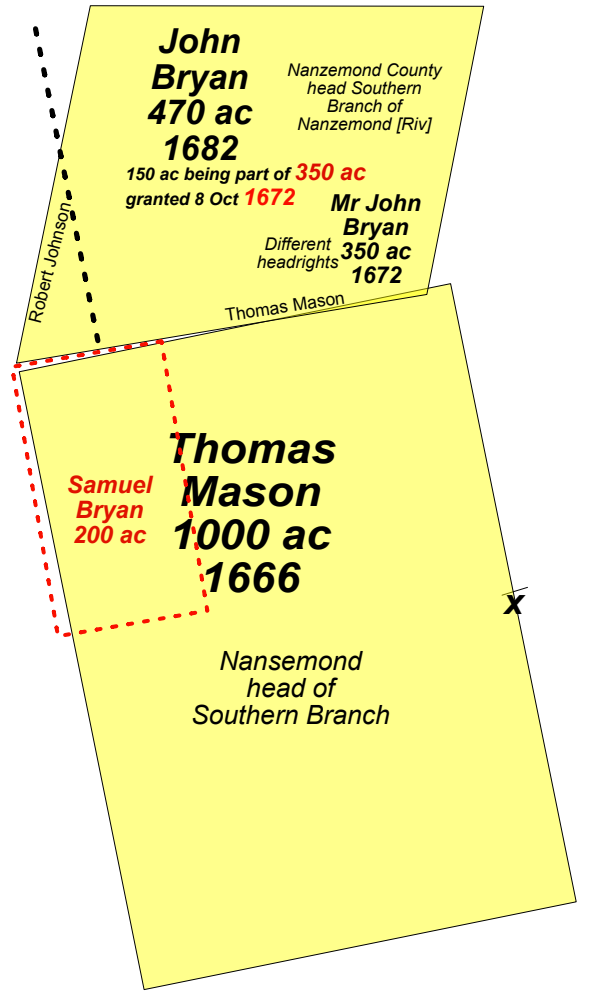 John
Bryan
470 ac
1682
Nanzemond County
head Southern
Branch of
Nanzemond [Riv]
150 ac being part of 350 ac
granted 8 Oct 1672
Mr John
Bryan
350 ac
1672
Different
headrights
Robert Johnson
Thomas Mason
Thomas
Mason
1000 ac
1666
Samuel
Bryan
200 ac
x
Nansemond
head of
Southern Branch